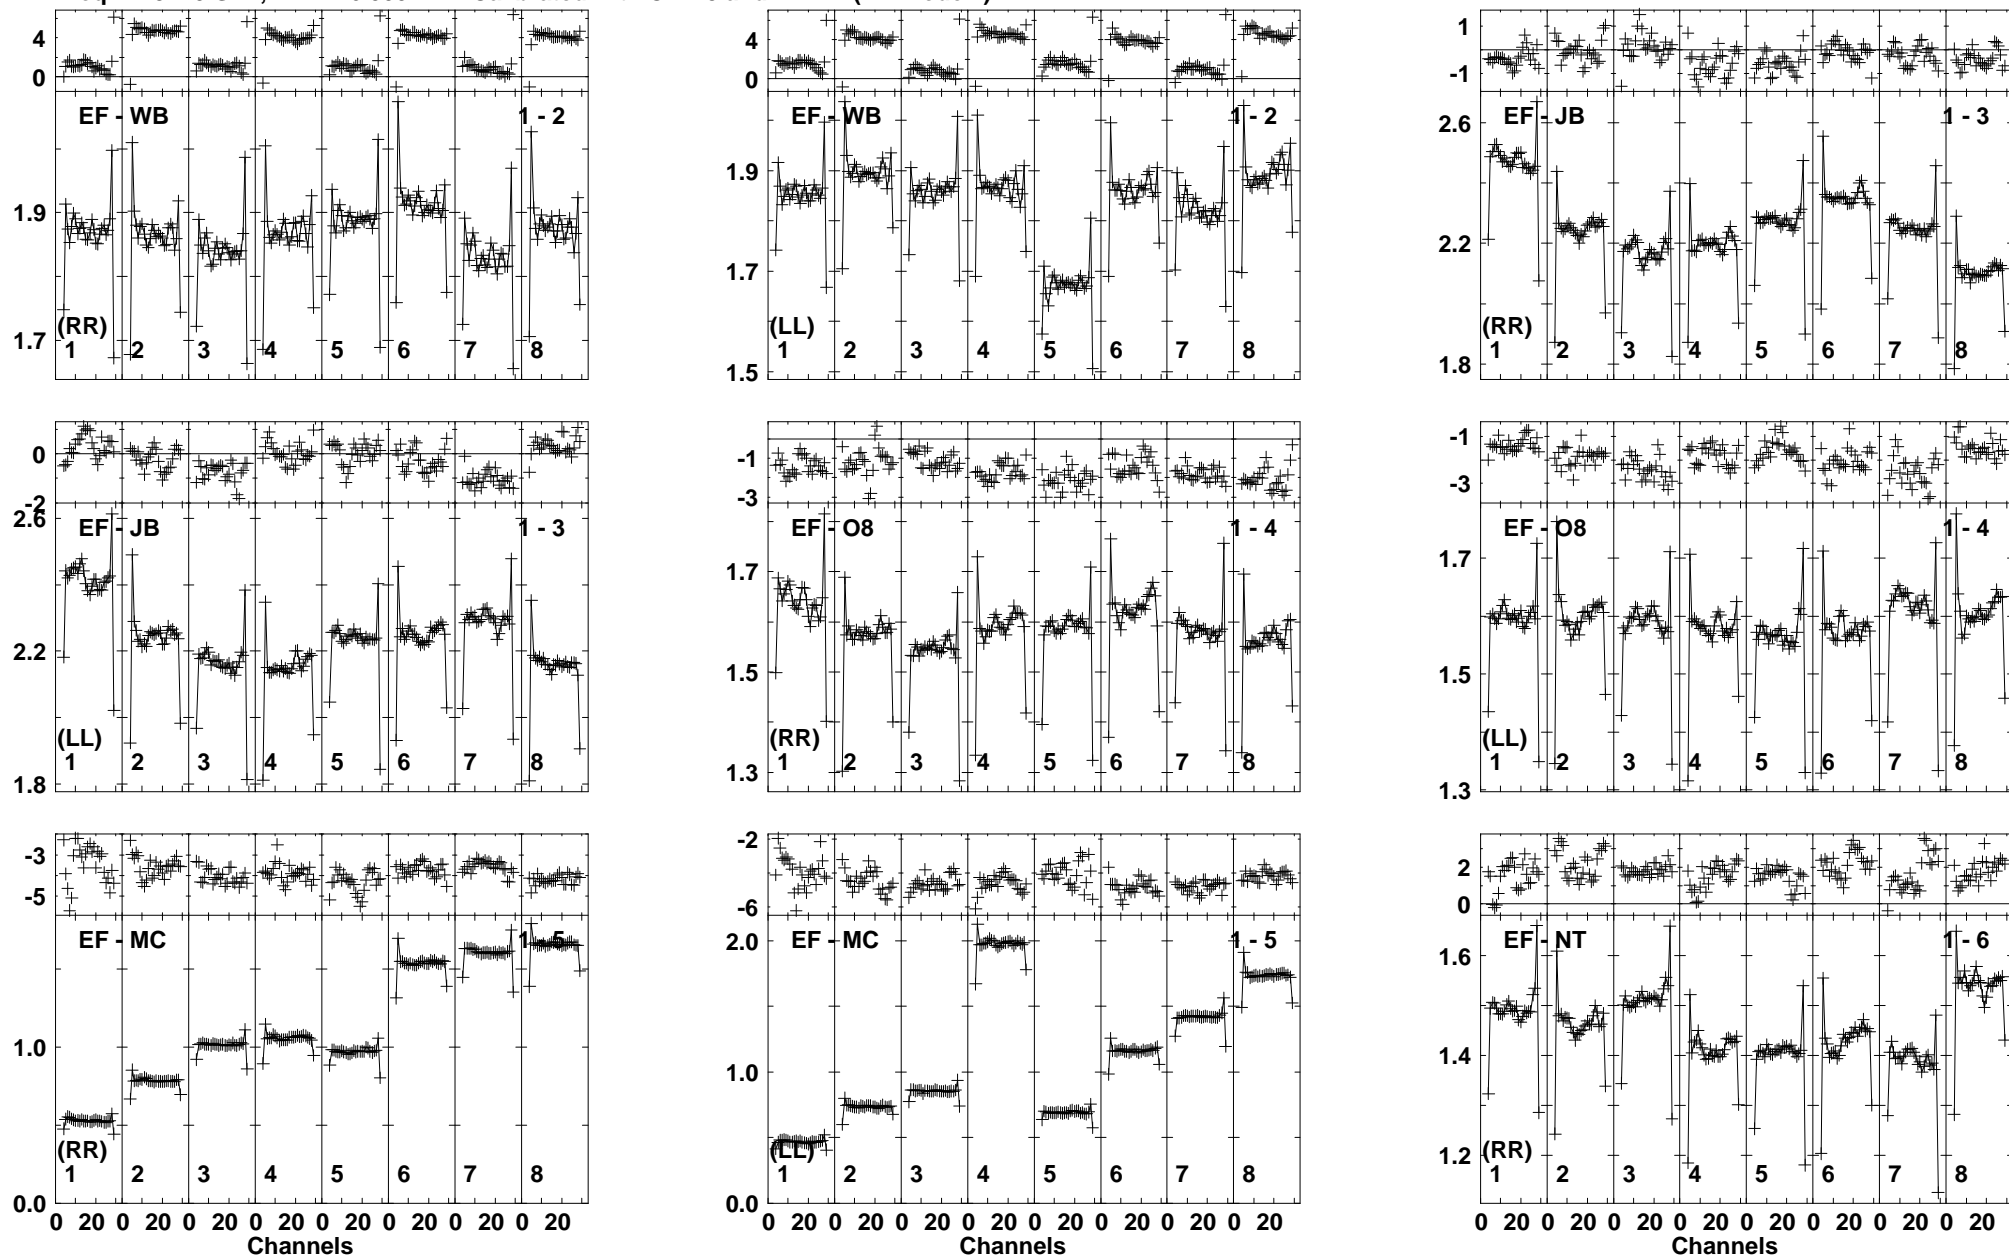 4
0
EF - WB
1 - 2
1.9
1.7
(RR)
1 2 3 4 5 6 7 8
4
0
EF - WB
1 - 2
1.9
1.7
1.5
(LL)
1 2 3 4 5 6 7 8
1
-1
EF - JB
1 - 3
2.6
2.2
1.8
(RR)
1 2 3 4 5 6 7 8
0
-2
EF - JB
1 - 3
2.6
2.2
1.8
(LL)
1 2 3 4 5 6 7 8
-1
-3
EF - O8
1 - 4
1.7
1.5
1.3
(RR)
1 2 3 4 5 6 7 8
-1
-3
EF - O8
1 - 4
1.7
1.5
1.3
(LL)
1 2 3 4 5 6 7 8
-3
-5
EF - MC
1 - 5
1.0
0.0
(RR)
1 2 3 4 5 6 7 8
0 20 0 20 0 20 0 20 0 20 0 20 0 20 0 20
Channels
-2
-6
EF - MC
1 - 5
2.0
1.0
0.0
(LL)
1 2 3 4 5 6 7 8
0 20 0 20 0 20 0 20 0 20 0 20 0 20 0 20
Channels
2
0
EF - NT
1 - 6
1.6
1.4
1.2
(RR)
1 2 3 4 5 6 7 8
0 20 0 20 0 20 0 20 0 20 0 20 0 20 0 20
Channels